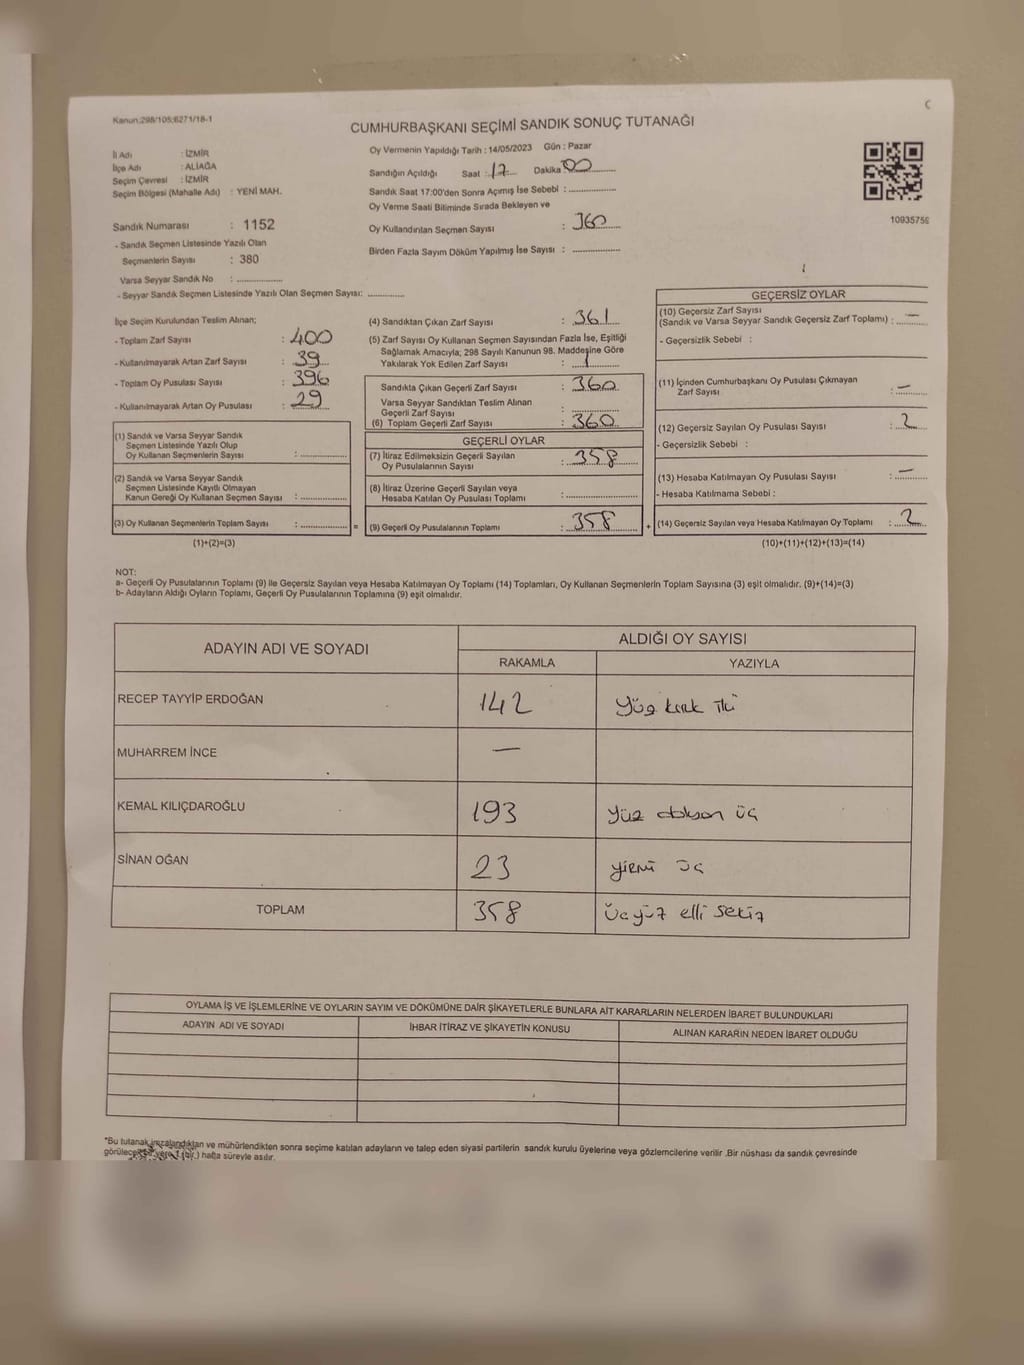 Kanun:298/105;6271/18-1
CUMHURBAŞKANI SEÇİMİ SANDIK SONUÇ TUTANAĞI
İl Adı : İZMİR
İlçe Adı : ALİAĞA
Seçim Çevresi : İZMİR
Seçim Bölgesi (Mahalle Adı) : YENİ MAH.
Oy Vermenin Yapıldığı Tarih : 14/05/2023 Gün : Pazar
Sandığın Açıldığı Saat : 17 Dakika : 00
Sandık Saat 17:00'den Sonra Açımış İse Sebebi :
Oy Verme Saati Bitiminde Sırada Bekleyen ve
Oy Kullandırılan Seçmen Sayısı : 360
Birden Fazla Sayım Döküm Yapılmış İse Sayısı :
10935759
Sandık Numarası : 1152
- Sandık Seçmen Listesinde Yazılı Olan
Seçmenlerin Sayısı : 380
Varsa Seyyar Sandık No :
- Seyyar Sandık Seçmen Listesinde Yazılı Olan Seçmen Sayısı:
İlçe Seçim Kurulundan Teslim Alınan;
- Toplam Zarf Sayısı : 400
- Kullanılmayarak Artan Zarf Sayısı : 39
- Toplam Oy Pusulası Sayısı : 396
- Kullanılmayarak Artan Oy Pusulası : 29
(1) Sandık ve Varsa Seyyar Sandık
Seçmen Listesinde Yazılı Olup
Oy Kullanan Seçmenlerin Sayısı :
(2) Sandık ve Varsa Seyyar Sandık
Seçmen Listesinde Kayıtlı Olmayan
Kanun Gereği Oy Kullanan Seçmen Sayısı :
(3) Oy Kullanan Seçmenlerin Toplam Sayısı : =
(1)+(2)=(3)
(4) Sandıktan Çıkan Zarf Sayısı : 361
(5) Zarf Sayısı Oy Kullanan Seçmen Sayısından Fazla İse, Eşitliği
Sağlamak Amacıyla; 298 Sayılı Kanunun 98. Maddesine Göre
Yakılarak Yok Edilen Zarf Sayısı : 1
Sandıkta Çıkan Geçerli Zarf Sayısı : 360
Varsa Seyyar Sandıktan Teslim Alınan
Geçerli Zarf Sayısı :
(6) Toplam Geçerli Zarf Sayısı : 360
GEÇERLİ OYLAR
(7) İtiraz Edilmeksizin Geçerli Sayılan
Oy Pusulalarının Sayısı : 358
(8) İtiraz Üzerine Geçerli Sayılan veya
Hesaba Katılan Oy Pusulası Toplamı :
(9) Geçerli Oy Pusulalarının Toplamı : 358 +
GEÇERSİZ OYLAR
(10) Geçersiz Zarf Sayısı
(Sandık ve Varsa Seyyar Sandık Geçersiz Zarf Toplamı) : —
- Geçersizlik Sebebi :
(11) İçinden Cumhurbaşkanı Oy Pusulası Çıkmayan
Zarf Sayısı : —
(12) Geçersiz Sayılan Oy Pusulası Sayısı : 2
- Geçersizlik Sebebi :
(13) Hesaba Katılmayan Oy Pusulası Sayısı : —
- Hesaba Katılmama Sebebi :
(14) Geçersiz Sayılan veya Hesaba Katılmayan Oy Toplamı : 2
(10)+(11)+(12)+(13)=(14)
NOT:
a- Geçerli Oy Pusulalarının Toplamı (9) ile Geçersiz Sayılan veya Hesaba Katılmayan Oy Toplamı (14) Toplamları, Oy Kullanan Seçmenlerin Toplam Sayısına (3) eşit olmalıdır. (9)+(14)=(3)
b- Adayların Aldığı Oyların Toplamı, Geçerli Oy Pusulalarının Toplamına (9) eşit olmalıdır.
ADAYIN ADI VE SOYADI ALDIĞI OY SAYISI
RAKAMLA YAZIYLA
RECEP TAYYİP ERDOĞAN 142 Yüz kırk iki
MUHARREM İNCE —
KEMAL KILIÇDAROĞLU 193 Yüz doksan üç
SİNAN OĞAN 23 yirmi üç
TOPLAM 358 Üçyüz elli sekiz
OYLAMA İŞ VE İŞLEMLERİNE VE OYLARIN SAYIM VE DÖKÜMÜNE DAİR ŞİKAYETLERLE BUNLARA AİT KARARLARIN NELERDEN İBARET BULUNDUKLARI
ADAYIN ADI VE SOYADI İHBAR İTİRAZ VE ŞİKAYETİN KONUSU ALINAN KARARIN NEDEN İBARET OLDUĞU
*Bu tutanak imzalandıktan ve mühürlendikten sonra seçime katılan adayların ve talep eden siyasi partilerin sandık kurulu üyelerine veya gözlemcilerine verilir .Bir nüshası da sandık çevresinde
yere 1 (bir) hafta süreyle asılır.